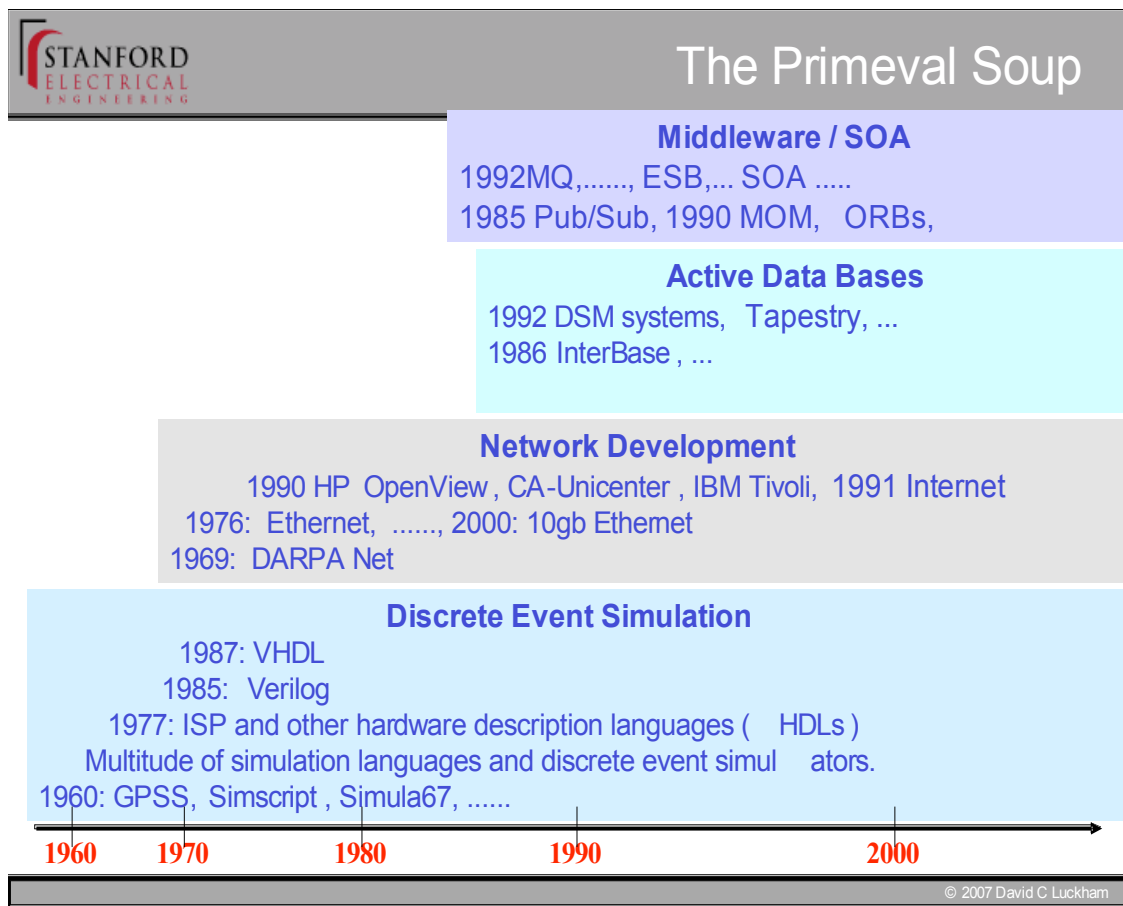 STANFORD
ELECTRICAL
ENGINEERING
The Primeval Soup
Middleware / SOA
1992MQ,......, ESB,... SOA .....
1985 Pub/Sub, 1990 MOM, ORBs,
Active Data Bases
1992 DSM systems, Tapestry, ...
1986 InterBase , ...
Network Development
1990 HP OpenView , CA-Unicenter , IBM Tivoli, 1991 Internet
1976: Ethernet, ......, 2000: 10gb Ethernet
1969: DARPA Net
Discrete Event Simulation
1987: VHDL
1985: Verilog
1977: ISP and other hardware description languages ( HDLs )
Multitude of simulation languages and discrete event simul ators.
1960: GPSS, Simscript , Simula67, ......
1960 1970 1980 1990 2000
© 2007 David C Luckham